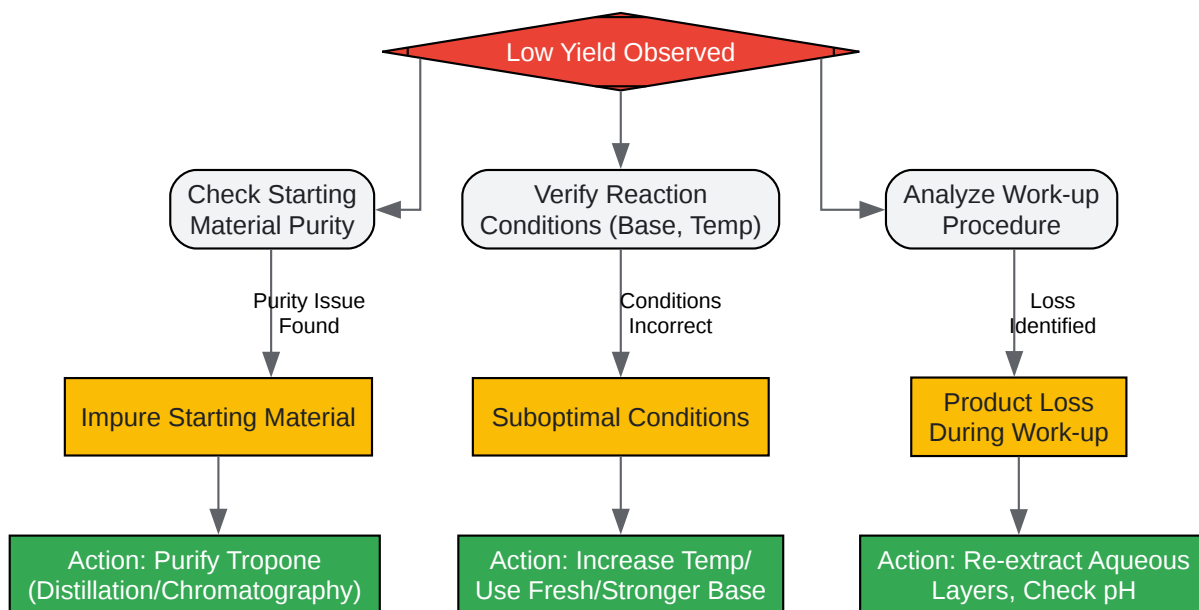 Low Yield Observed
Check Starting
Material Purity
Verify Reaction
Conditions (Base, Temp)
Analyze Work-up
Procedure
Purity Issue
Found
Conditions
Incorrect
Loss
Identified
Impure Starting Material
Suboptimal Conditions
Product Loss
During Work-up
Action: Purify Tropone
(Distillation/Chromatography)
Action: Increase Temp/
Use Fresh/Stronger Base
Action: Re-extract Aqueous
Layers, Check pH